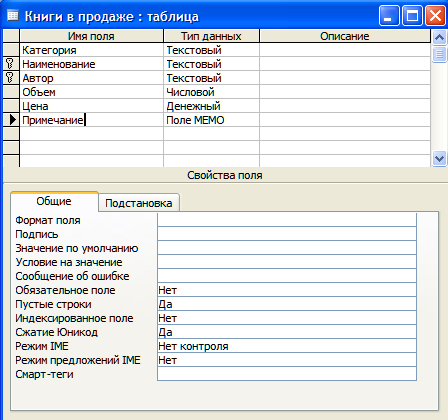 Книги в продаже : таблица
Имя поля Тип данных Описание
Категория Текстовый
Наименование Текстовый
Автор Текстовый
Объем Числовой
Цена Денежный
Примечание Поле MEMO
Свойства поля
Общие Подстановка
Формат поля
Подпись
Значение по умолчанию
Условие на значение
Сообщение об ошибке
Обязательное поле Нет
Пустые строки Да
Индексированное поле Нет
Сжатие Юникод Да
Режим IME Нет контроля
Режим предложений IME Нет
Смарт-теги